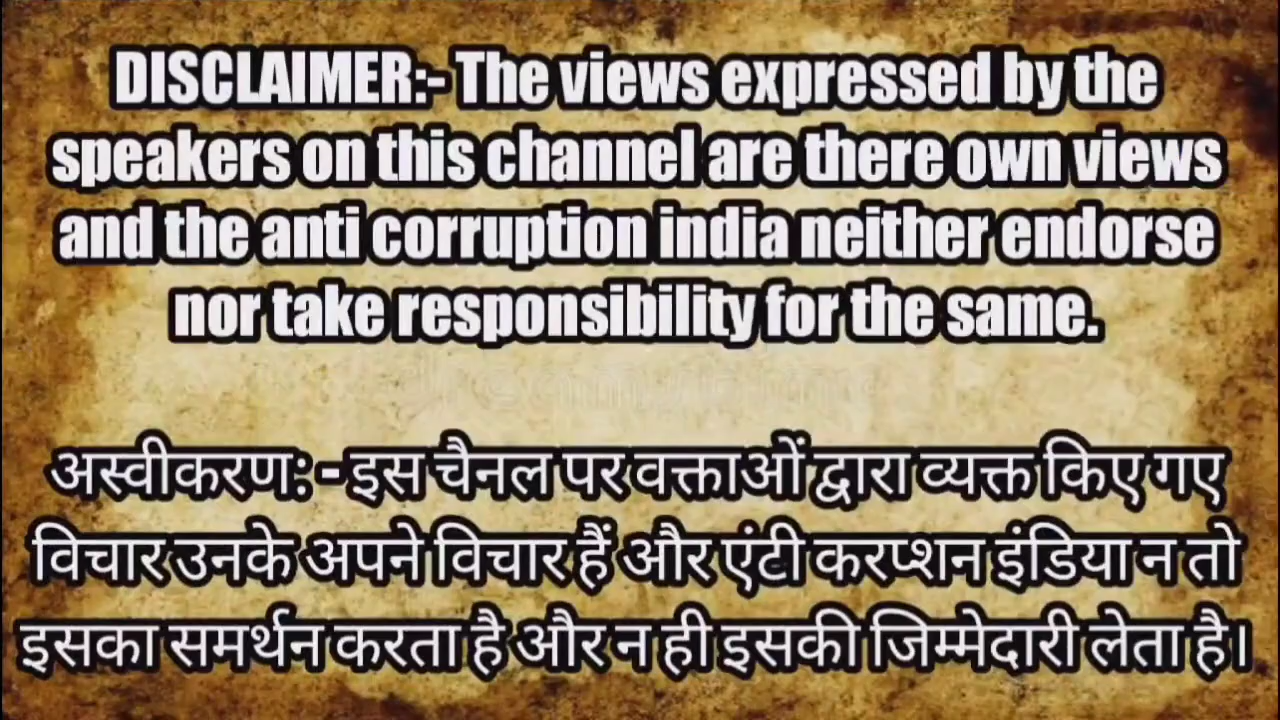 DISCLAIMER:- The views expressed by the
speakers on this channel are there own views
and the anti corruption india neither endorse
nor take responsibility for the same.
dreamstime
अस्वीकरण: - इस चैनल पर वक्ताओं द्वारा व्यक्त किए गए
विचार उनके अपने विचार हैं और एंटी करप्शन इंडिया न तो
इसका समर्थन करता है और न ही इसकी जिम्मेदारी लेता है।